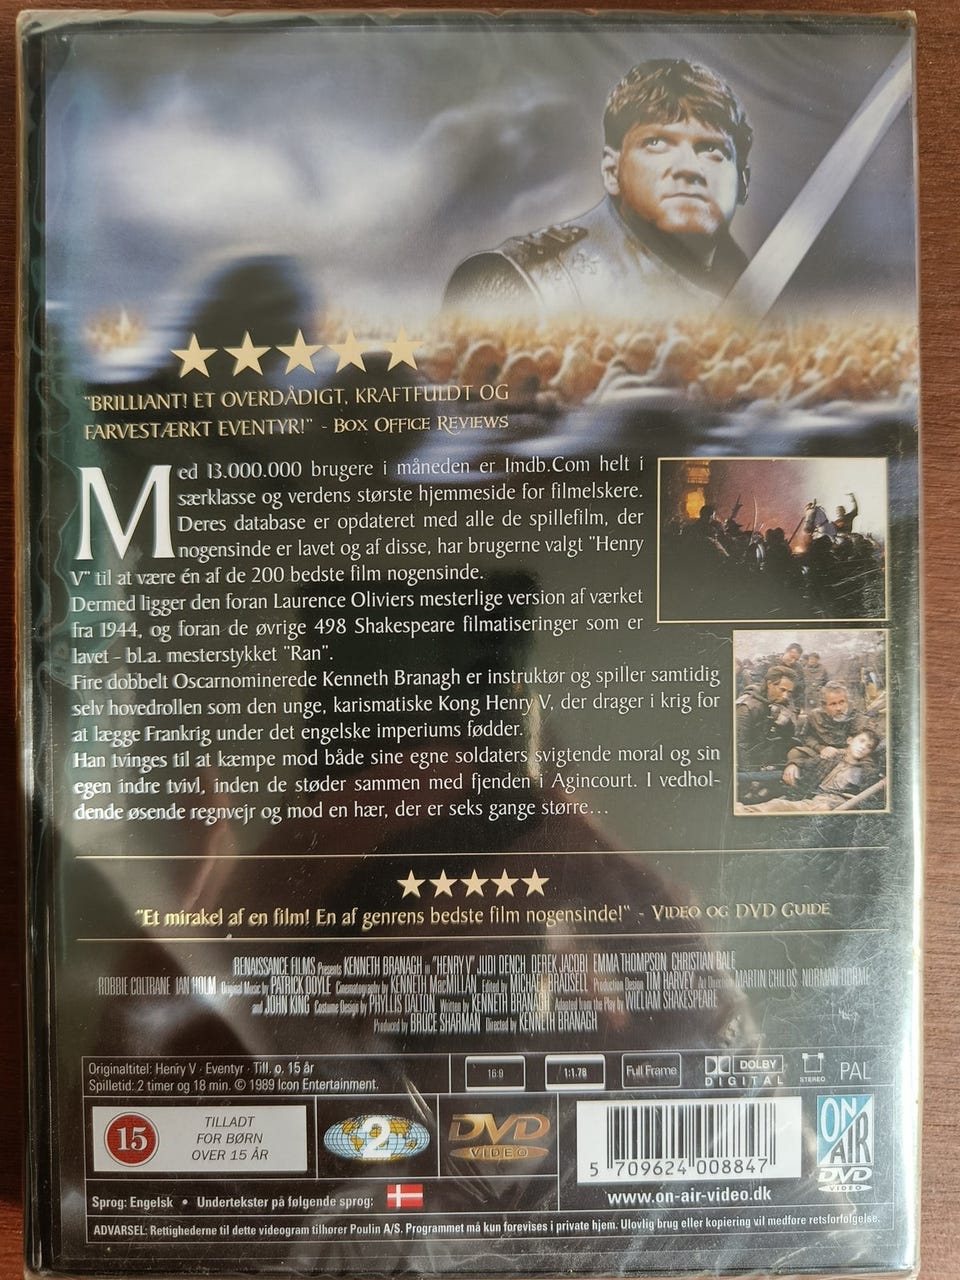 "BRILLIANT! ET OVERDÅDIGT, KRAFTFULDT OG
FARVESTÆRKT EVENTYR!" - BOX OFFICE REVIEWS
Med 13.000.000 brugere i måneden er Imdb.Com helt i
særklasse og verdens største hjemmeside for filmelskere.
Deres database er opdateret med alle de spillefilm, der
nogensinde er lavet og af disse, har brugerne valgt "Henry
V" til at være én af de 200 bedste film nogensinde.
Dermed ligger den foran Laurence Oliviers mesterlige version af værket
fra 1944, og foran de øvrige 498 Shakespeare filmatiseringer som er
lavet - bl.a. mesterstykket "Ran".
Fire dobbelt Oscarnominerede Kenneth Branagh er instruktør og spiller samtidig
selv hovedrollen som den unge, karismatiske Kong Henry V, der drager i krig for
at lægge Frankrig under det engelske imperiums fødder.
Han tvinges til at kæmpe mod både sine egne soldaters svigtende moral og sin
egen indre tvivl, inden de støder sammen med fjenden i Agincourt. I vedhol-
dende øsende regnvejr og mod en hær, der er seks gange større...
"Et mirakel af en film! En af genrens bedste film nogensinde!" - VIDEO OG DVD GUIDE
RENAISSANCE FILMS Presents KENNETH BRANAGH in "HENRY V" JUDI DENCH DEREK JACOBI EMMA THOMPSON CHRISTIAN BALE
ROBBIE COLTRANE IAN HOLM Original Music by PATRICK DOYLE Cinematography by KENNETH MacMILLAN Edited by MICHAEL BRADSELL Production Design TIM HARVEY Art Direction MARTIN CHILDS NORMAN DORME
and JOHN KING Costume Design by PHYLLIS DALTON Written by KENNETH BRANAGH Adapted from the Play by WILLIAM SHAKESPEARE
Produced by BRUCE SHARMAN Directed by KENNETH BRANAGH
Originaltitel: Henry V · Eventyr · Till. o. 15 år
Spilletid: 2 timer og 18 min. © 1989 Icon Entertainment.
16:9
1:1.78
Full Frame
DOLBY
DIGITAL
STEREO
PAL
15
TILLADT
FOR BØRN
OVER 15 ÅR
2
DVD
VIDEO
5 709624 008847
ON
AIR
DVD
VIDEO
www.on-air-video.dk
Sprog: Engelsk • Undertekster på følgende sprog:
ADVARSEL: Rettighederne til dette videogram tilhører Poulin A/S. Programmet må kun forevises i private hjem. Ulovlig brug eller kopiering vil medføre retsforfølgelse.